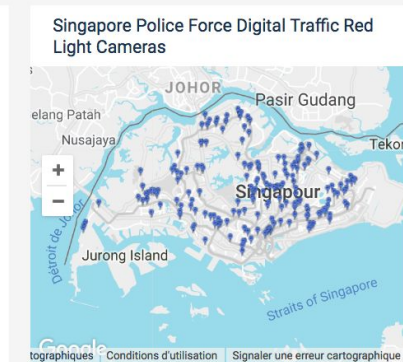 Singapore Police Force Digital Traffic Red
Light Cameras
JOHOR
Pasir Gudang
elang Patah
Nusajaya
Tekon
+
Singapour
−
Détroit de Johor
Jurong Island
Straits of Singapore
Google
tographiques
Conditions d'utilisation
Signaler une erreur cartographique